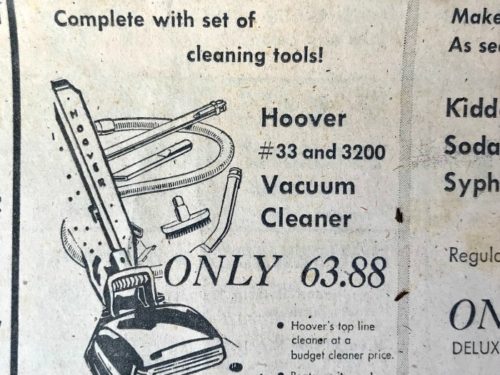 Complete with set of
cleaning tools!
HOOVER
Hoover
#33 and 3200
Vacuum
Cleaner
ONLY 63.88
• Hoover's top line
cleaner at a
budget cleaner price.
Make
As se
Kidd
Soda
Syph
Regul
ON
DELUX